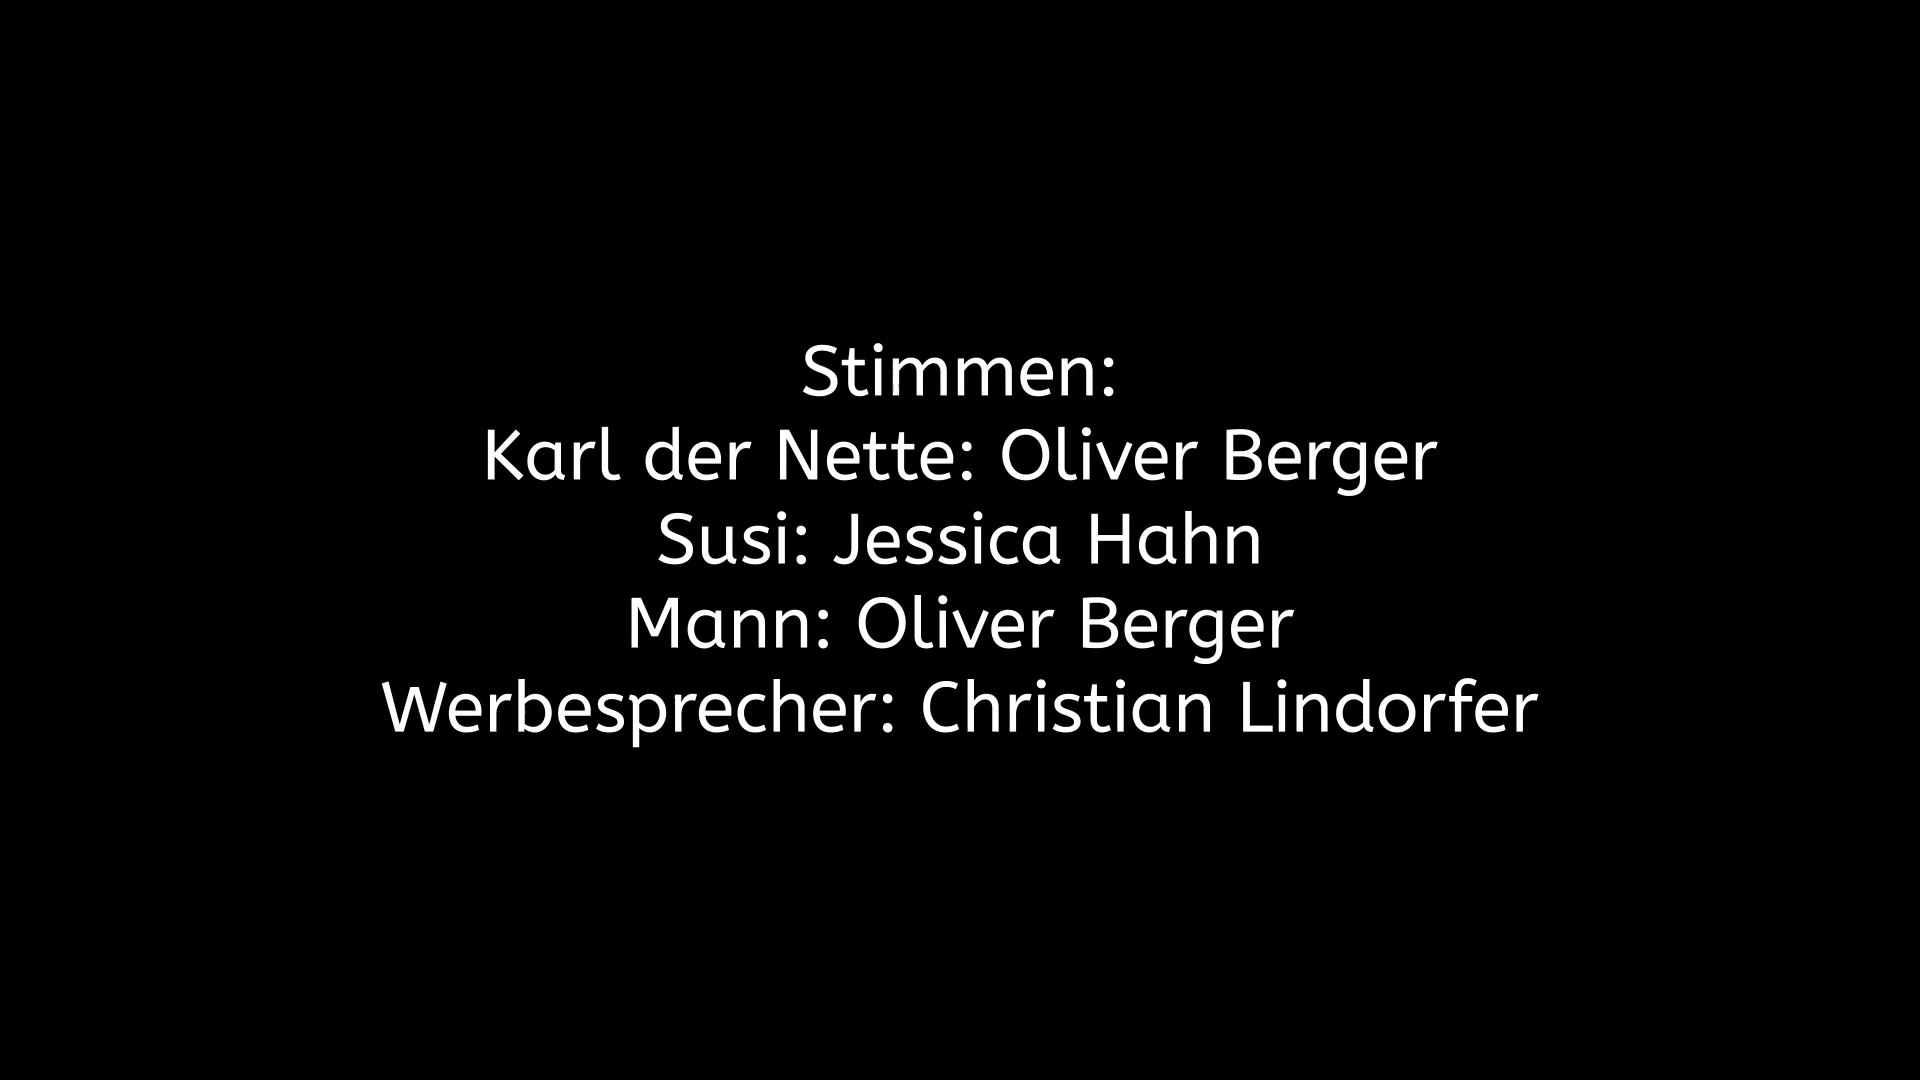 Stimmen:
Karl der Nette: Oliver Berger
Susi: Jessica Hahn
Mann: Oliver Berger
Werbesprecher: Christian Lindorfer